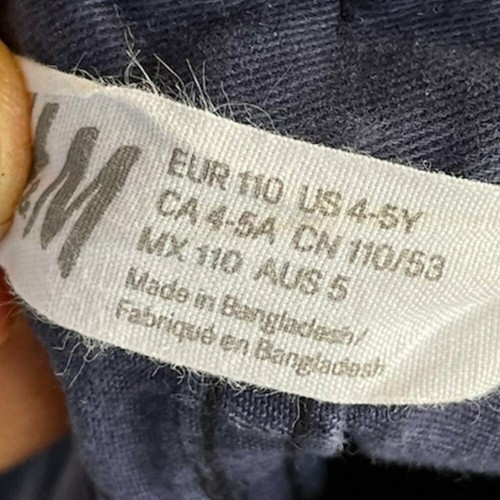 &M
EUR 110 US 4-5Y
CA 4-5A CN 110/53
MX 110 AUS 5
Made in Bangladesh/
Fabriqué en Bangladesh